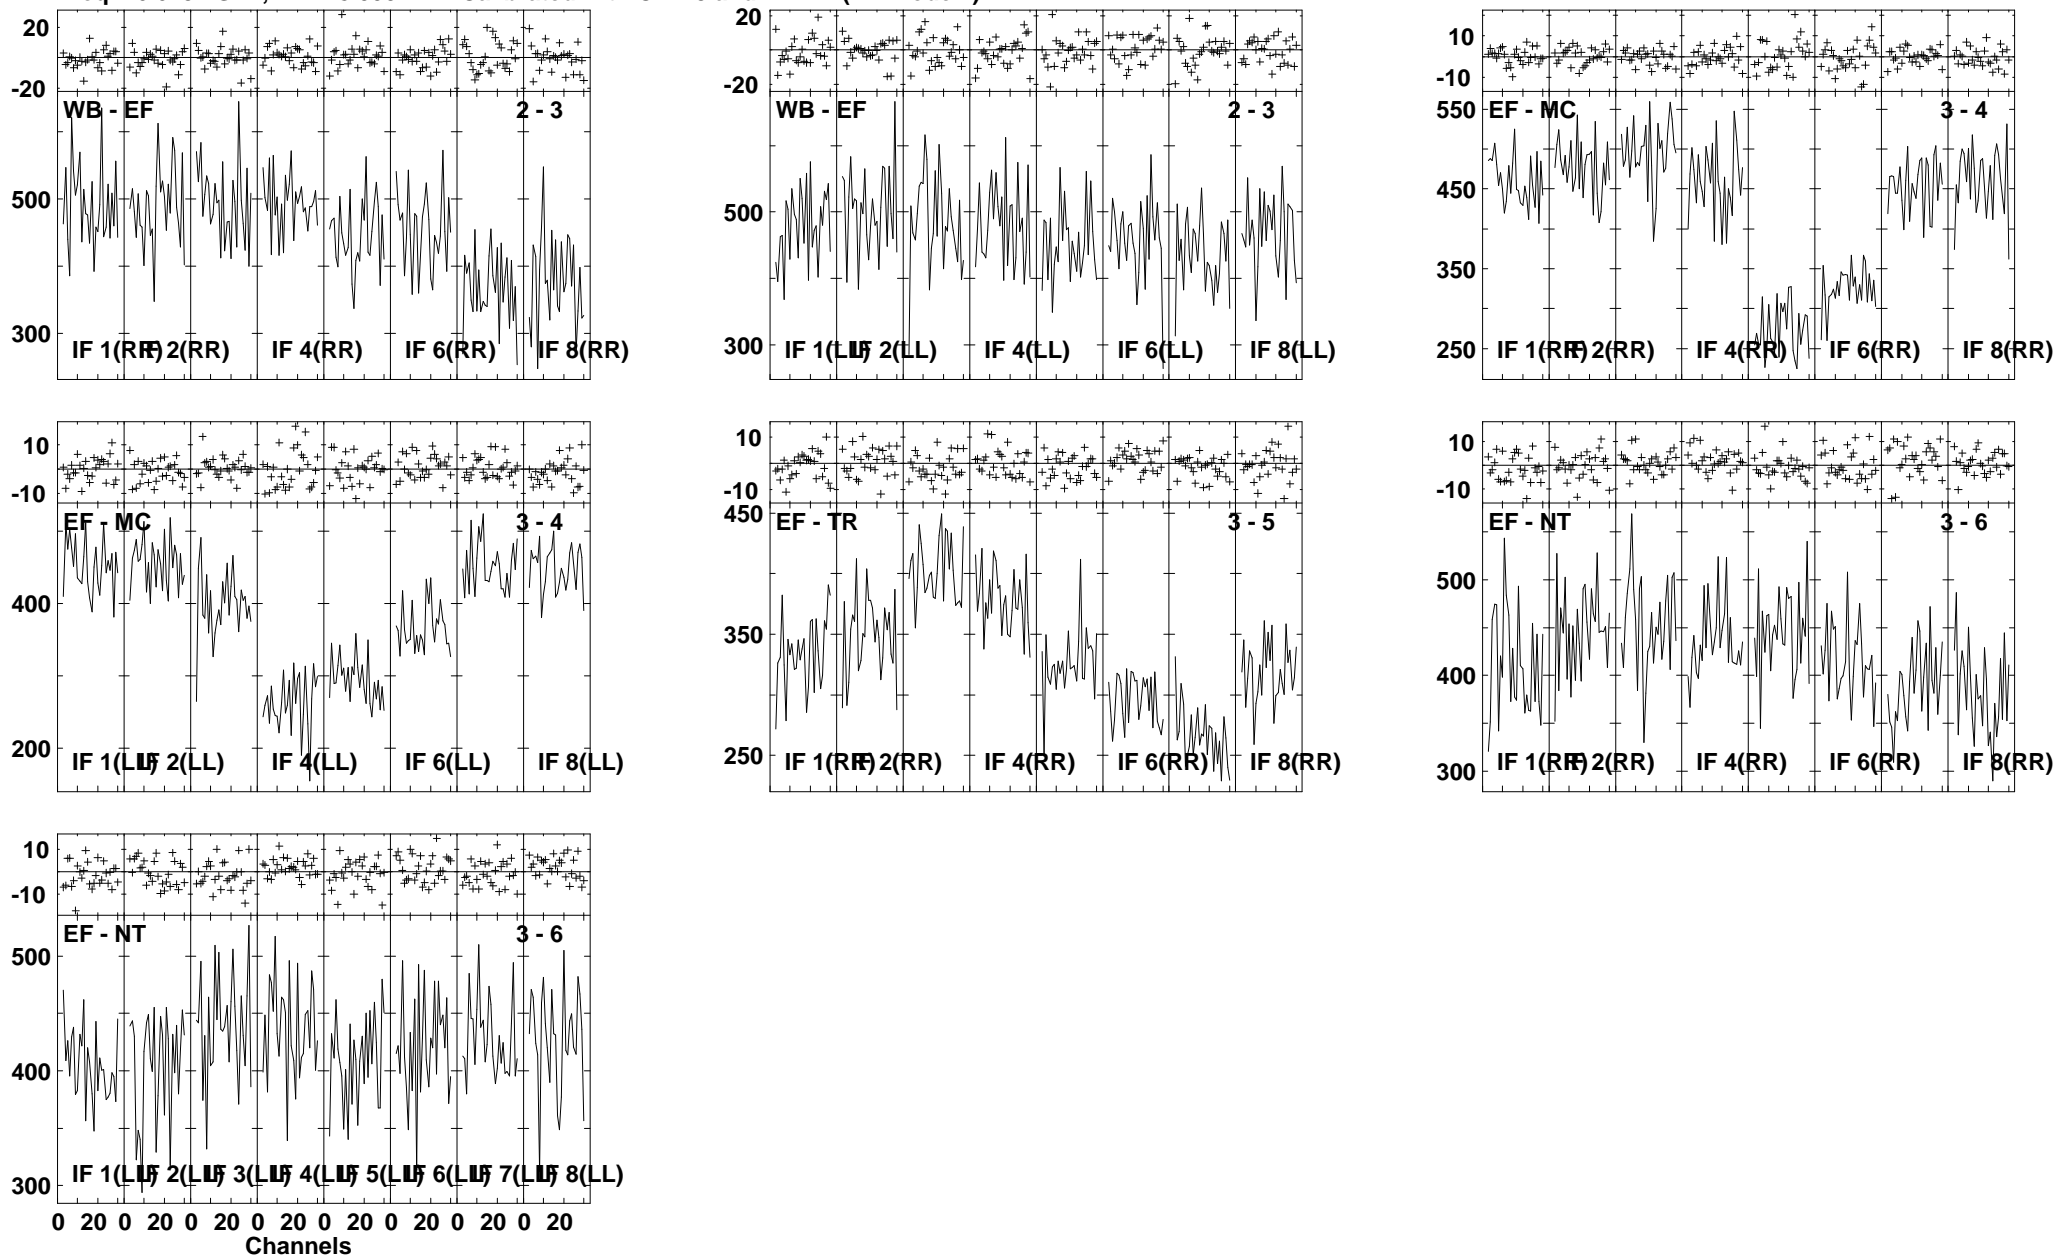 20
-20
WB - EF 2 - 3
500
300
IF 1(RR) IF 2(RR) IF 4(RR) IF 6(RR) IF 8(RR)
20
-20
WB - EF 2 - 3
500
300
IF 1(LL) IF 2(LL) IF 4(LL) IF 6(LL) IF 8(LL)
10
-10
EF - MC 3 - 4
550
450
350
250
IF 1(RR) IF 2(RR) IF 4(RR) IF 6(RR) IF 8(RR)
10
-10
EF - MC 3 - 4
400
200
IF 1(LL) IF 2(LL) IF 4(LL) IF 6(LL) IF 8(LL)
10
-10
EF - TR 3 - 5
450
350
250
IF 1(RR) IF 2(RR) IF 4(RR) IF 6(RR) IF 8(RR)
10
-10
EF - NT 3 - 6
500
400
300
IF 1(RR) IF 2(RR) IF 4(RR) IF 6(RR) IF 8(RR)
10
-10
EF - NT 3 - 6
500
400
300
IF 1(LL) IF 2(LL) IF 3(LL) IF 4(LL) IF 5(LL) IF 6(LL) IF 7(LL) IF 8(LL)
0 20 0 20 0 20 0 20 0 20 0 20 0 20 0 20
Channels